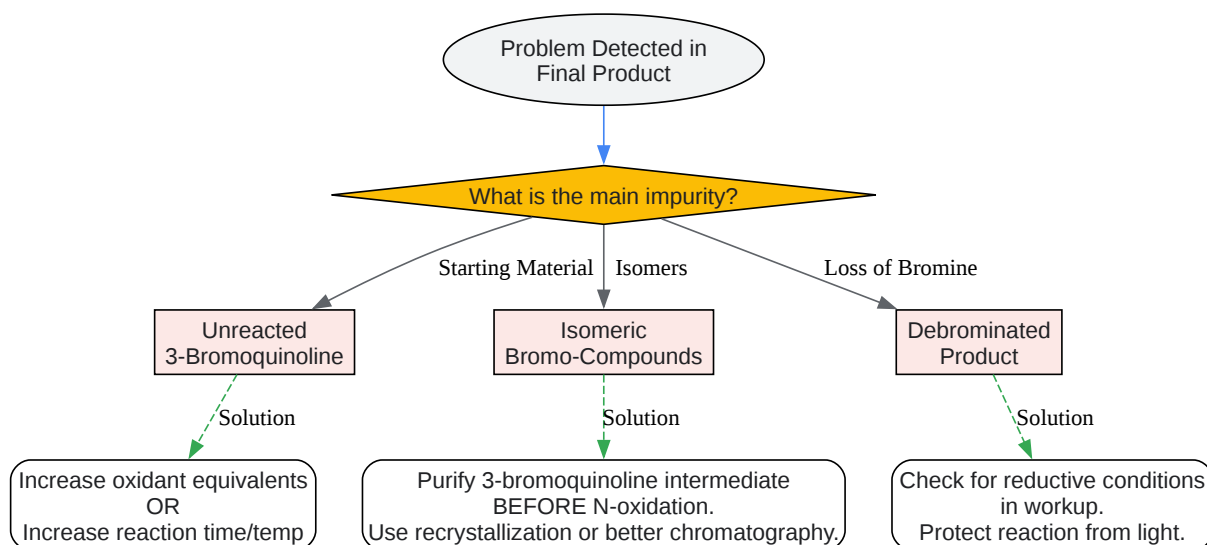 Problem Detected in
Final Product
What is the main impurity?
Starting Material
Isomers
Loss of Bromine
Unreacted
3-Bromoquinoline
Isomeric
Bromo-Compounds
Debrominated
Product
Solution
Solution
Solution
Increase oxidant equivalents
OR
Increase reaction time/temp
Purify 3-bromoquinoline intermediate
BEFORE N-oxidation.
Use recrystallization or better chromatography.
Check for reductive conditions
in workup.
Protect reaction from light.